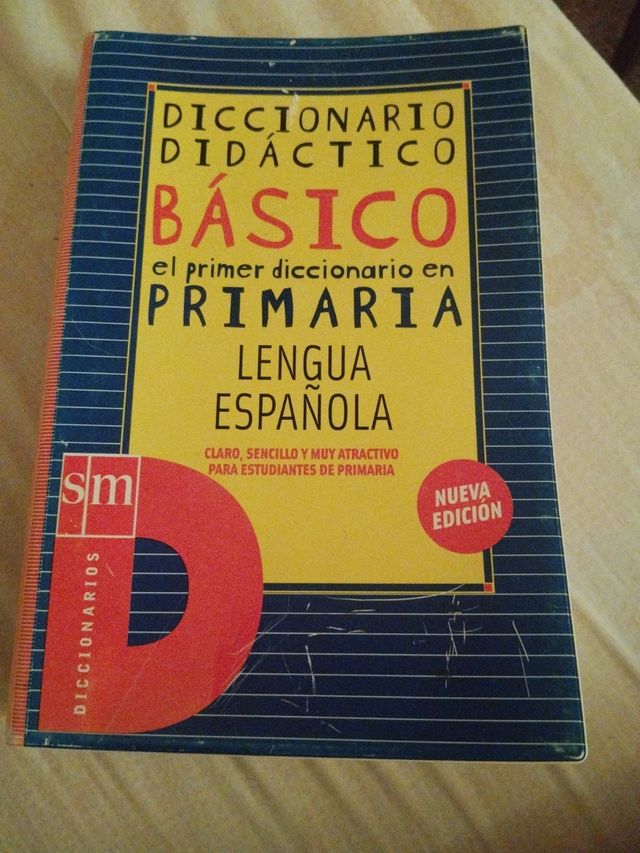 DICCIONARIO
DIDÁCTICO
BÁSICO
el primer diccionario en
PRIMARIA
LENGUA
ESPAÑOLA
CLARO, SENCILLO Y MUY ATRACTIVO
PARA ESTUDIANTES DE PRIMARIA
NUEVA
EDICIÓN
sm
DICCIONARIOS
D